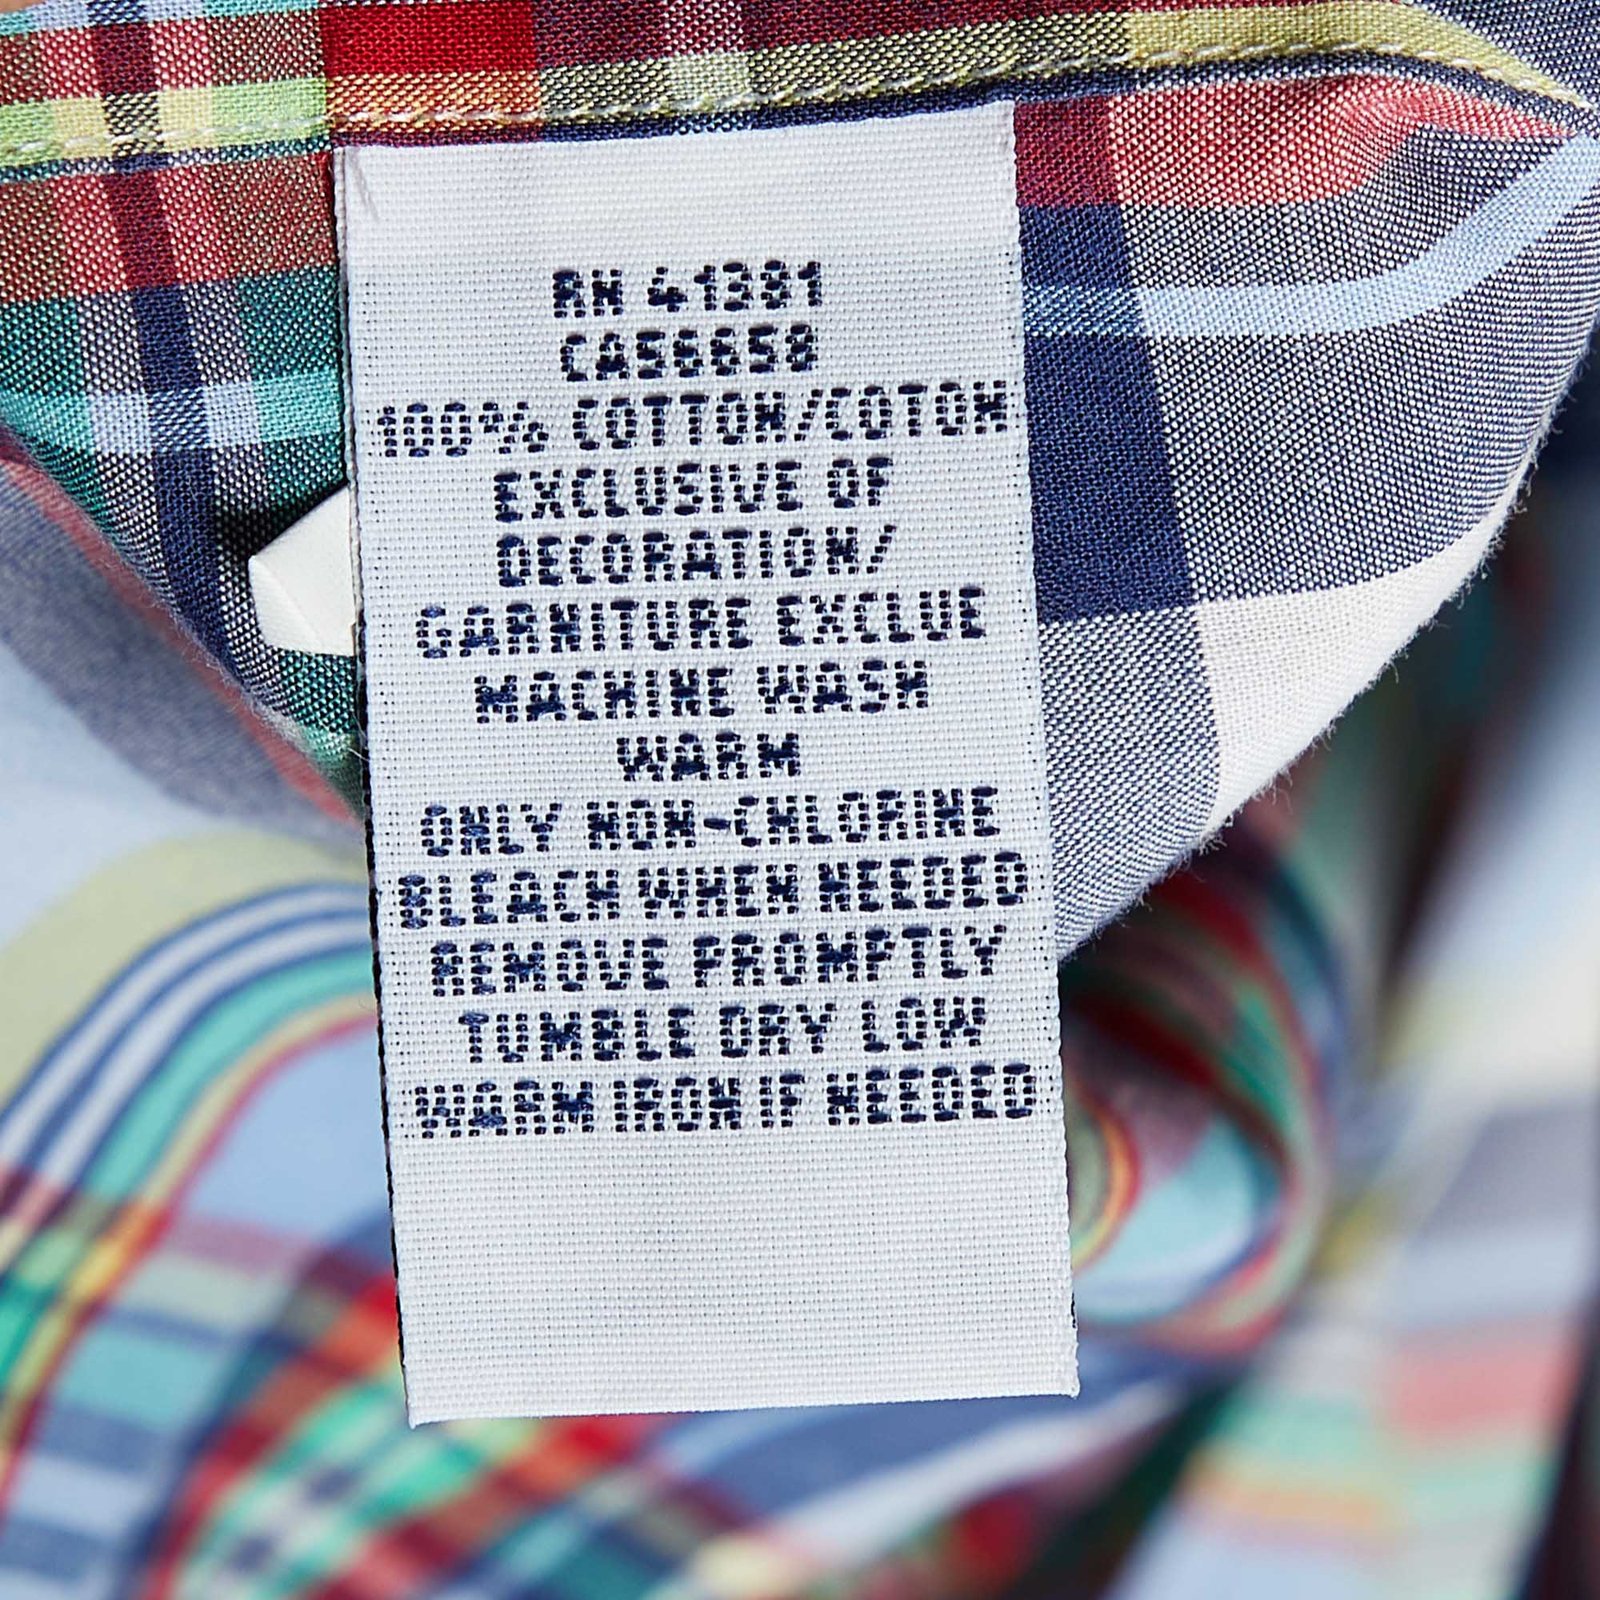 RN 41381
CA56658
100% COTTON/COTON
EXCLUSIVE OF
DECORATION/
GARNITURE EXCLUE
MACHINE WASH
WARM
ONLY NON-CHLORINE
BLEACH WHEN NEEDED
REMOVE PROMPTLY
TUMBLE DRY LOW
WARM IRON IF NEEDED